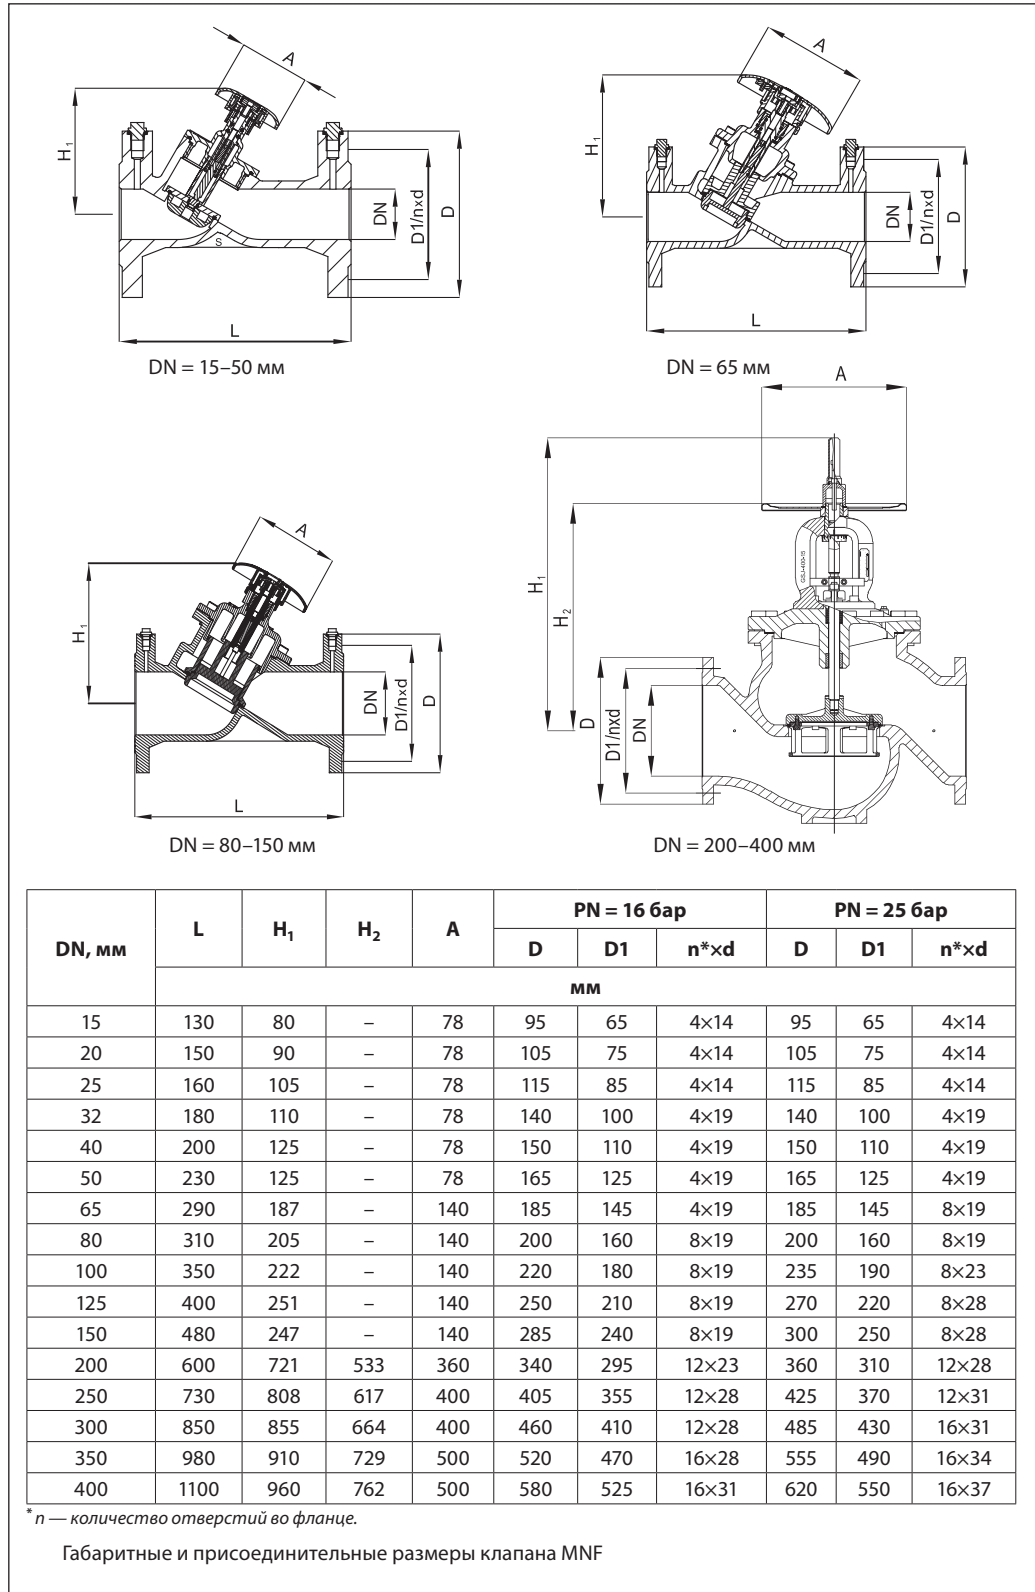 A
H₁
DN
D1/nxd
D
S
L
DN = 15–50 мм
A
H₁
DN
D1/nxd
D
L
DN = 65 мм
A
H₁
DN
D1/nxd
D
L
DN = 80–150 мм
A
H₁
H₂
D
D1/nxd
DN
DN = 200–400 мм
DN, мм L H₁ H₂ A PN = 16 бар PN = 25 бар
D D1 n*×d D D1 n*×d
мм
15 130 80 – 78 95 65 4×14 95 65 4×14
20 150 90 – 78 105 75 4×14 105 75 4×14
25 160 105 – 78 115 85 4×14 115 85 4×14
32 180 110 – 78 140 100 4×19 140 100 4×19
40 200 125 – 78 150 110 4×19 150 110 4×19
50 230 125 – 78 165 125 4×19 165 125 4×19
65 290 187 – 140 185 145 4×19 185 145 8×19
80 310 205 – 140 200 160 8×19 200 160 8×19
100 350 222 – 140 220 180 8×19 235 190 8×23
125 400 251 – 140 250 210 8×19 270 220 8×28
150 480 247 – 140 285 240 8×19 300 250 8×28
200 600 721 533 360 340 295 12×23 360 310 12×28
250 730 808 617 400 405 355 12×28 425 370 12×31
300 850 855 664 400 460 410 12×28 485 430 16×31
350 980 910 729 500 520 470 16×28 555 490 16×34
400 1100 960 762 500 580 525 16×31 620 550 16×37
* n — количество отверстий во фланце.
Габаритные и присоединительные размеры клапана MNF